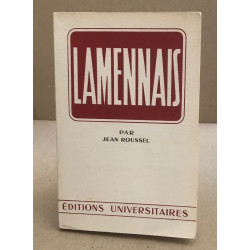 LAMENNAIS
PAR
JEAN ROUSSEL
ÉDITIONS UNIVERSITAIRES